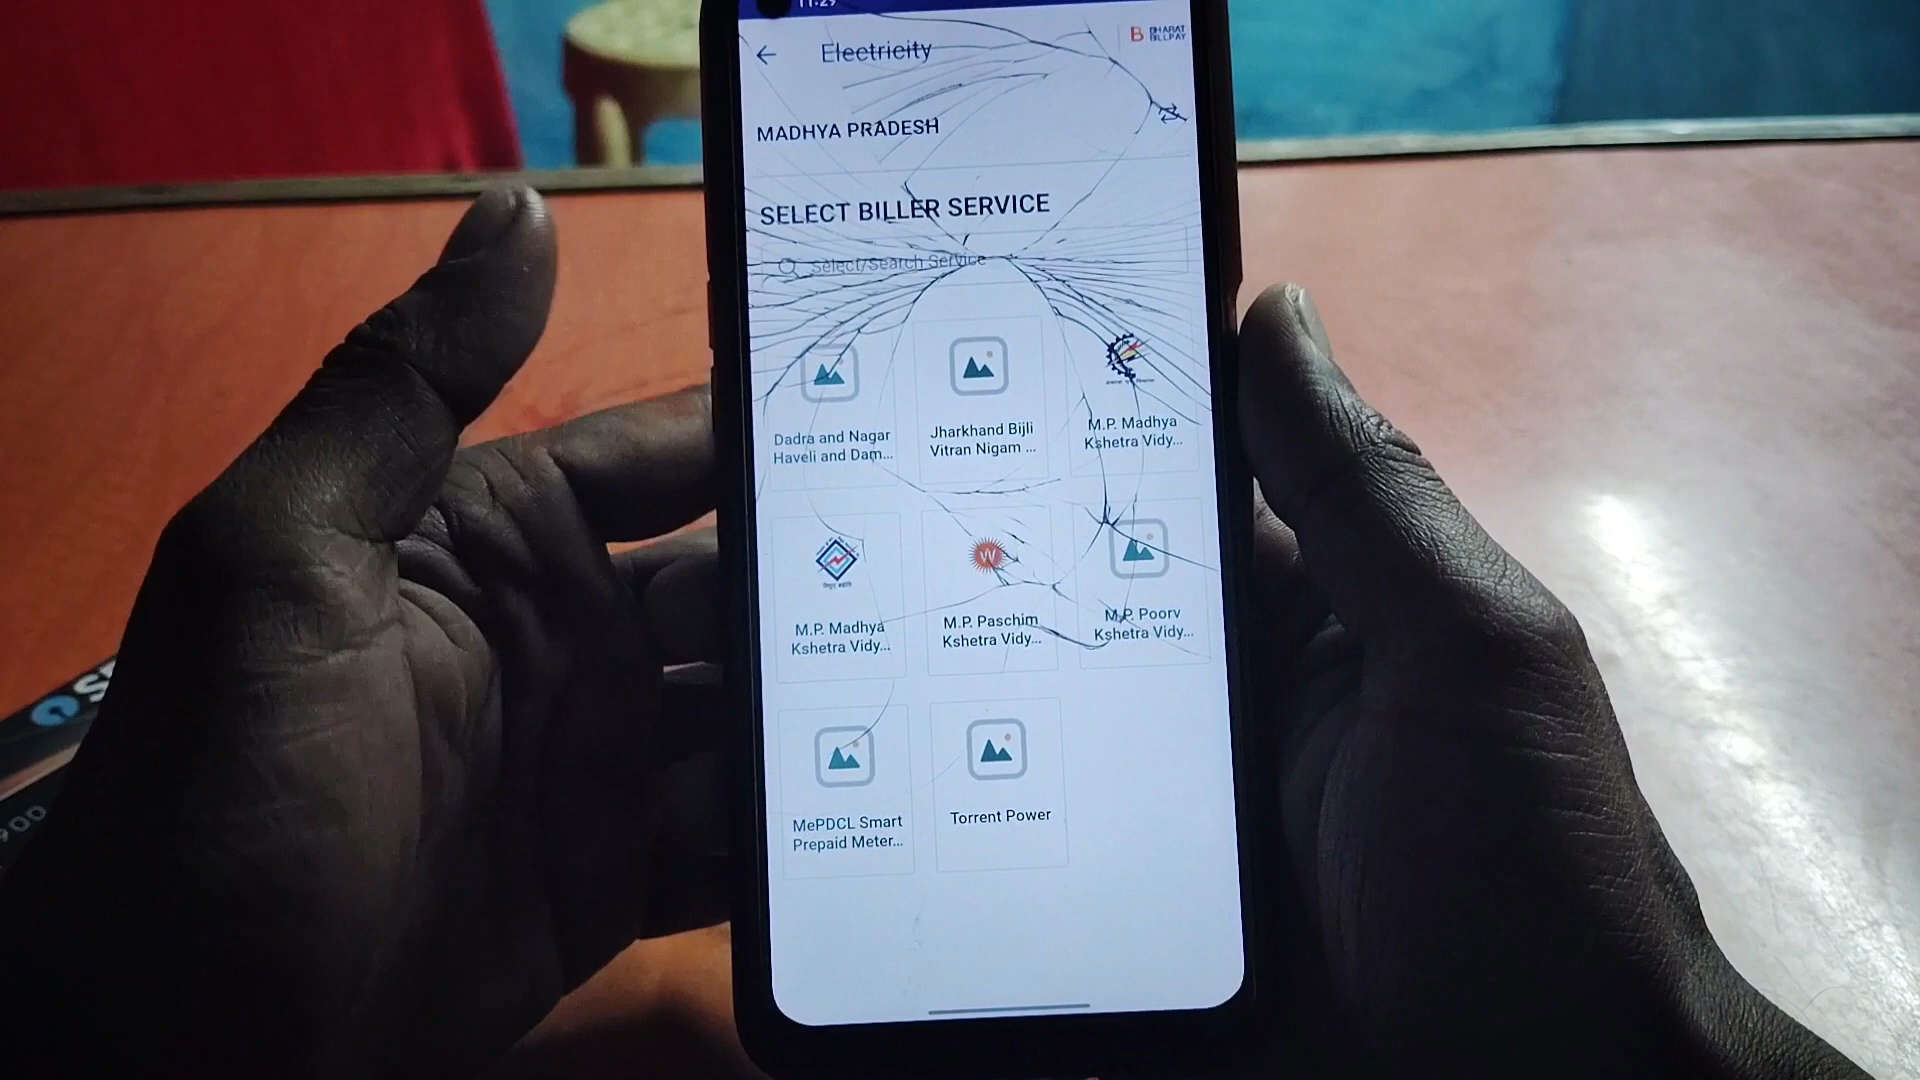 11:29
Electricity
B BHARAT
BILLPAY
MADHYA PRADESH
SELECT BILLER SERVICE
Select/Search Service
Dadra and Nagar
Haveli and Dam...
Jharkhand Bijli
Vitran Nigam ...
M.P. Madhya
Kshetra Vidy...
M.P. Madhya
Kshetra Vidy...
W
M.P. Paschim
Kshetra Vidy...
M.P. Poorv
Kshetra Vidy...
MePDCL Smart
Prepaid Meter...
Torrent Power